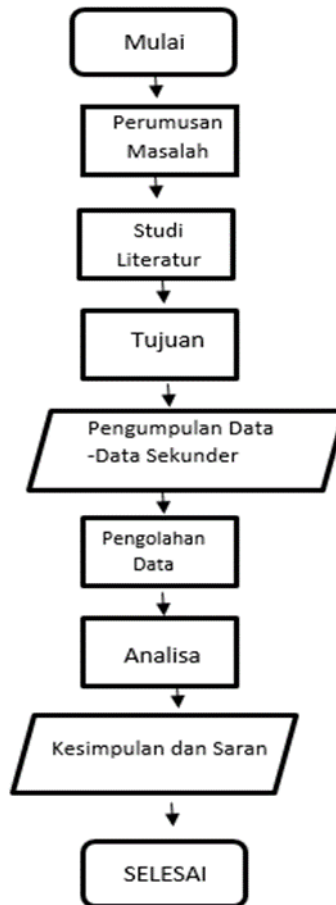 Mulai
Perumusan
Masalah
Studi
Literatur
Tujuan
Pengumpulan Data
-Data Sekunder
Pengolahan
Data
Analisa
Kesimpulan dan Saran
SELESAI